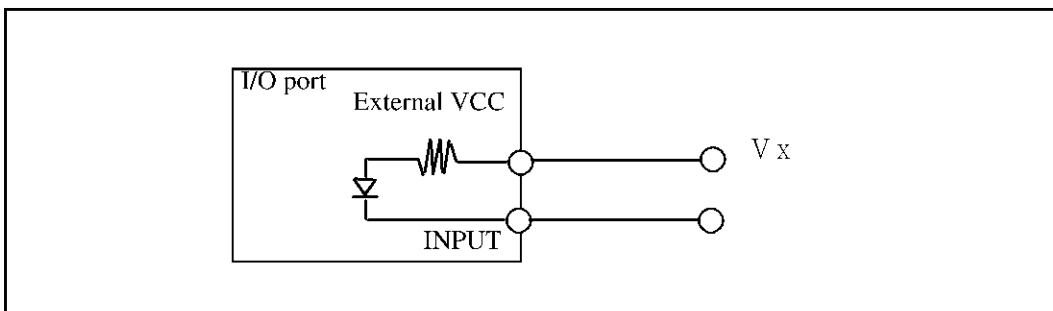 I/O port
External VCC
V x
INPUT